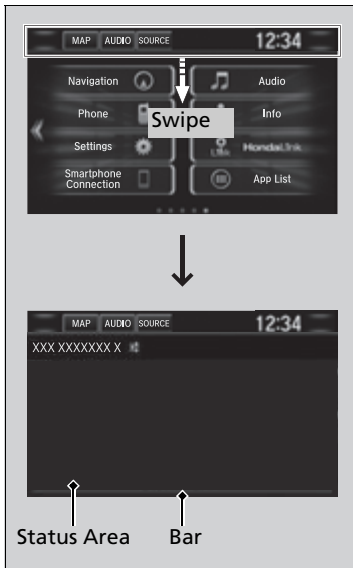 MAP AUDIO SOURCE 12:34
Navigation Audio
Phone Info
Swipe
Settings Link HondaLink
Smartphone
Connection App List
MAP AUDIO SOURCE 12:34
XXX XXXXXXX X
Status Area Bar